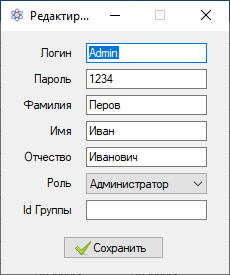 Редактир...
Логин Admin
Пароль 1234
Фамилия Перов
Имя Иван
Отчество Иванович
Роль Администратор
Id Группы
Сохранить